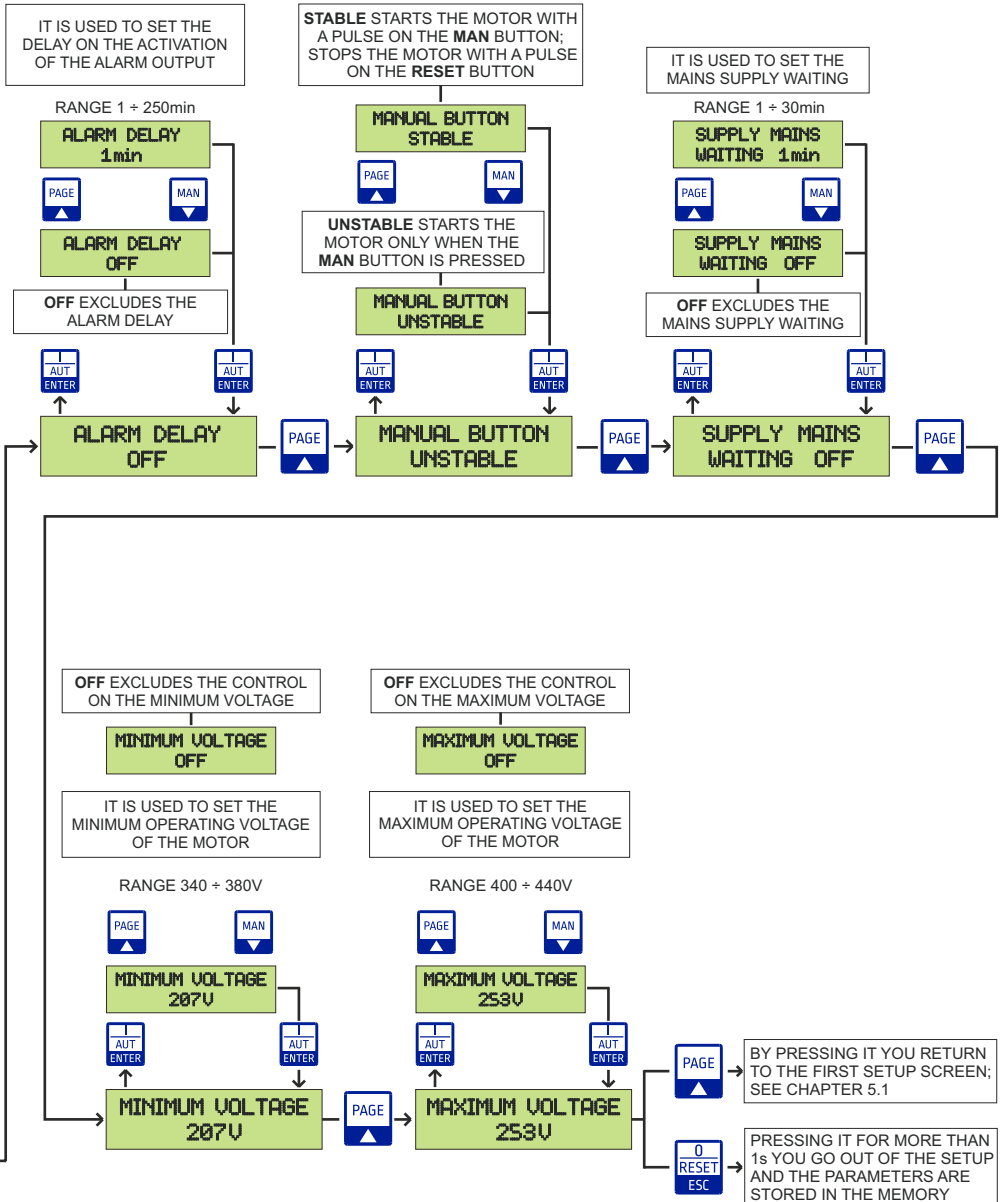 IT IS USED TO SET THE
DELAY ON THE ACTIVATION
OF THE ALARM OUTPUT
RANGE 1 ÷ 250min
ALARM DELAY
1min
PAGE
MAN
ALARM DELAY
OFF
OFF EXCLUDES THE
ALARM DELAY
I
AUT
ENTER
I
AUT
ENTER
ALARM DELAY
OFF
PAGE
STABLE STARTS THE MOTOR WITH
A PULSE ON THE MAN BUTTON;
STOPS THE MOTOR WITH A PULSE
ON THE RESET BUTTON
MANUAL BUTTON
STABLE
PAGE
MAN
UNSTABLE STARTS THE
MOTOR ONLY WHEN THE
MAN BUTTON IS PRESSED
MANUAL BUTTON
UNSTABLE
I
AUT
ENTER
I
AUT
ENTER
MANUAL BUTTON
UNSTABLE
PAGE
IT IS USED TO SET THE
MAINS SUPPLY WAITING
RANGE 1 ÷ 30min
SUPPLY MAINS
WAITING 1min
PAGE
MAN
SUPPLY MAINS
WAITING OFF
OFF EXCLUDES THE
MAINS SUPPLY WAITING
I
AUT
ENTER
I
AUT
ENTER
SUPPLY MAINS
WAITING OFF
PAGE
OFF EXCLUDES THE CONTROL
ON THE MINIMUM VOLTAGE
MINIMUM VOLTAGE
OFF
IT IS USED TO SET THE
MINIMUM OPERATING VOLTAGE
OF THE MOTOR
RANGE 340 ÷ 380V
PAGE
MAN
MINIMUM VOLTAGE
207V
I
AUT
ENTER
I
AUT
ENTER
MINIMUM VOLTAGE
207V
PAGE
OFF EXCLUDES THE CONTROL
ON THE MAXIMUM VOLTAGE
MAXIMUM VOLTAGE
OFF
IT IS USED TO SET THE
MAXIMUM OPERATING VOLTAGE
OF THE MOTOR
RANGE 400 ÷ 440V
PAGE
MAN
MAXIMUM VOLTAGE
253V
I
AUT
ENTER
I
AUT
ENTER
MAXIMUM VOLTAGE
253V
PAGE
BY PRESSING IT YOU RETURN
TO THE FIRST SETUP SCREEN;
SEE CHAPTER 5.1
0
RESET
ESC
PRESSING IT FOR MORE THAN
1s YOU GO OUT OF THE SETUP
AND THE PARAMETERS ARE
STORED IN THE MEMORY